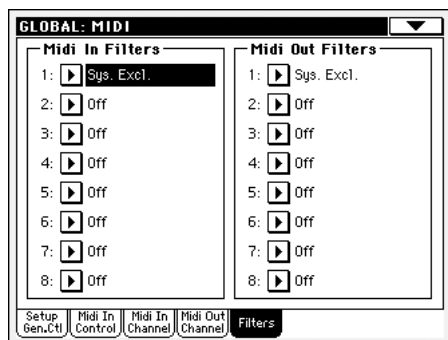 GLOBAL: MIDI
Midi In Filters
1: Sys. Excl.
2: Off
3: Off
4: Off
5: Off
6: Off
7: Off
8: Off
Midi Out Filters
1: Sys. Excl.
2: Off
3: Off
4: Off
5: Off
6: Off
7: Off
8: Off
Setup Gen.Ctl
Midi In Control
Midi In Channel
Midi Out Channel
Filters